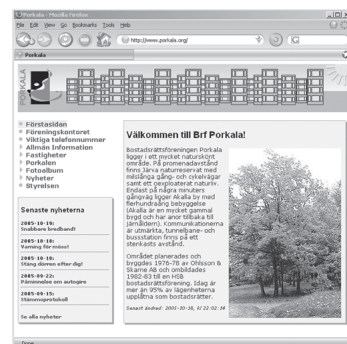 Porkala - Mozilla Firefox
File Edit View Go Bookmarks Tools Help
http://www.porkala.org/
Porkala
PORKALA
Förstasidan
Föreningskontoret
Viktiga telefonnummer
Allmän Information
Fastigheter
Porkalen
Fotoalbum
Nyheter
Styrelsen
Senaste nyheterna
2005-10-19:
Snabbare bredband?
2005-10-18:
Varning för möss!
2005-10-18:
Stäng dörren efter dig!
2005-09-22:
Påminnelse om autogiro
2005-09-15:
Stämmoprotokoll
Se alla nyheter
Välkommen till Brf Porkala!
Bostadsrättsföreningen Porkala
ligger i ett mycket naturskönt
område. På promenadavstånd
finns Järva naturreservat med
milslånga gång- och cykelvägar
samt ett oexploaterat naturliv.
Endast på några minuters
gångväg ligger Akalla by med
flerhundraårig bebyggelse
(Akalla är en mycket gammal
bygd och har anor tillbaka till
järnåldern). Kommunikationerna
är utmärkta, tunnelbane- och
busstation finns på ett
stenkasts avstånd.
Området planerades och
byggdes 1976-78 av Ohlsson &
Skarne AB och ombildades
1982-83 till en HSB
bostadsrättsförening. Idag är
mer än 95% av lägenheterna
upplåtna som bostadsrätter.
Senast ändrad: 2005-10-18, kl 22:02:34
Done